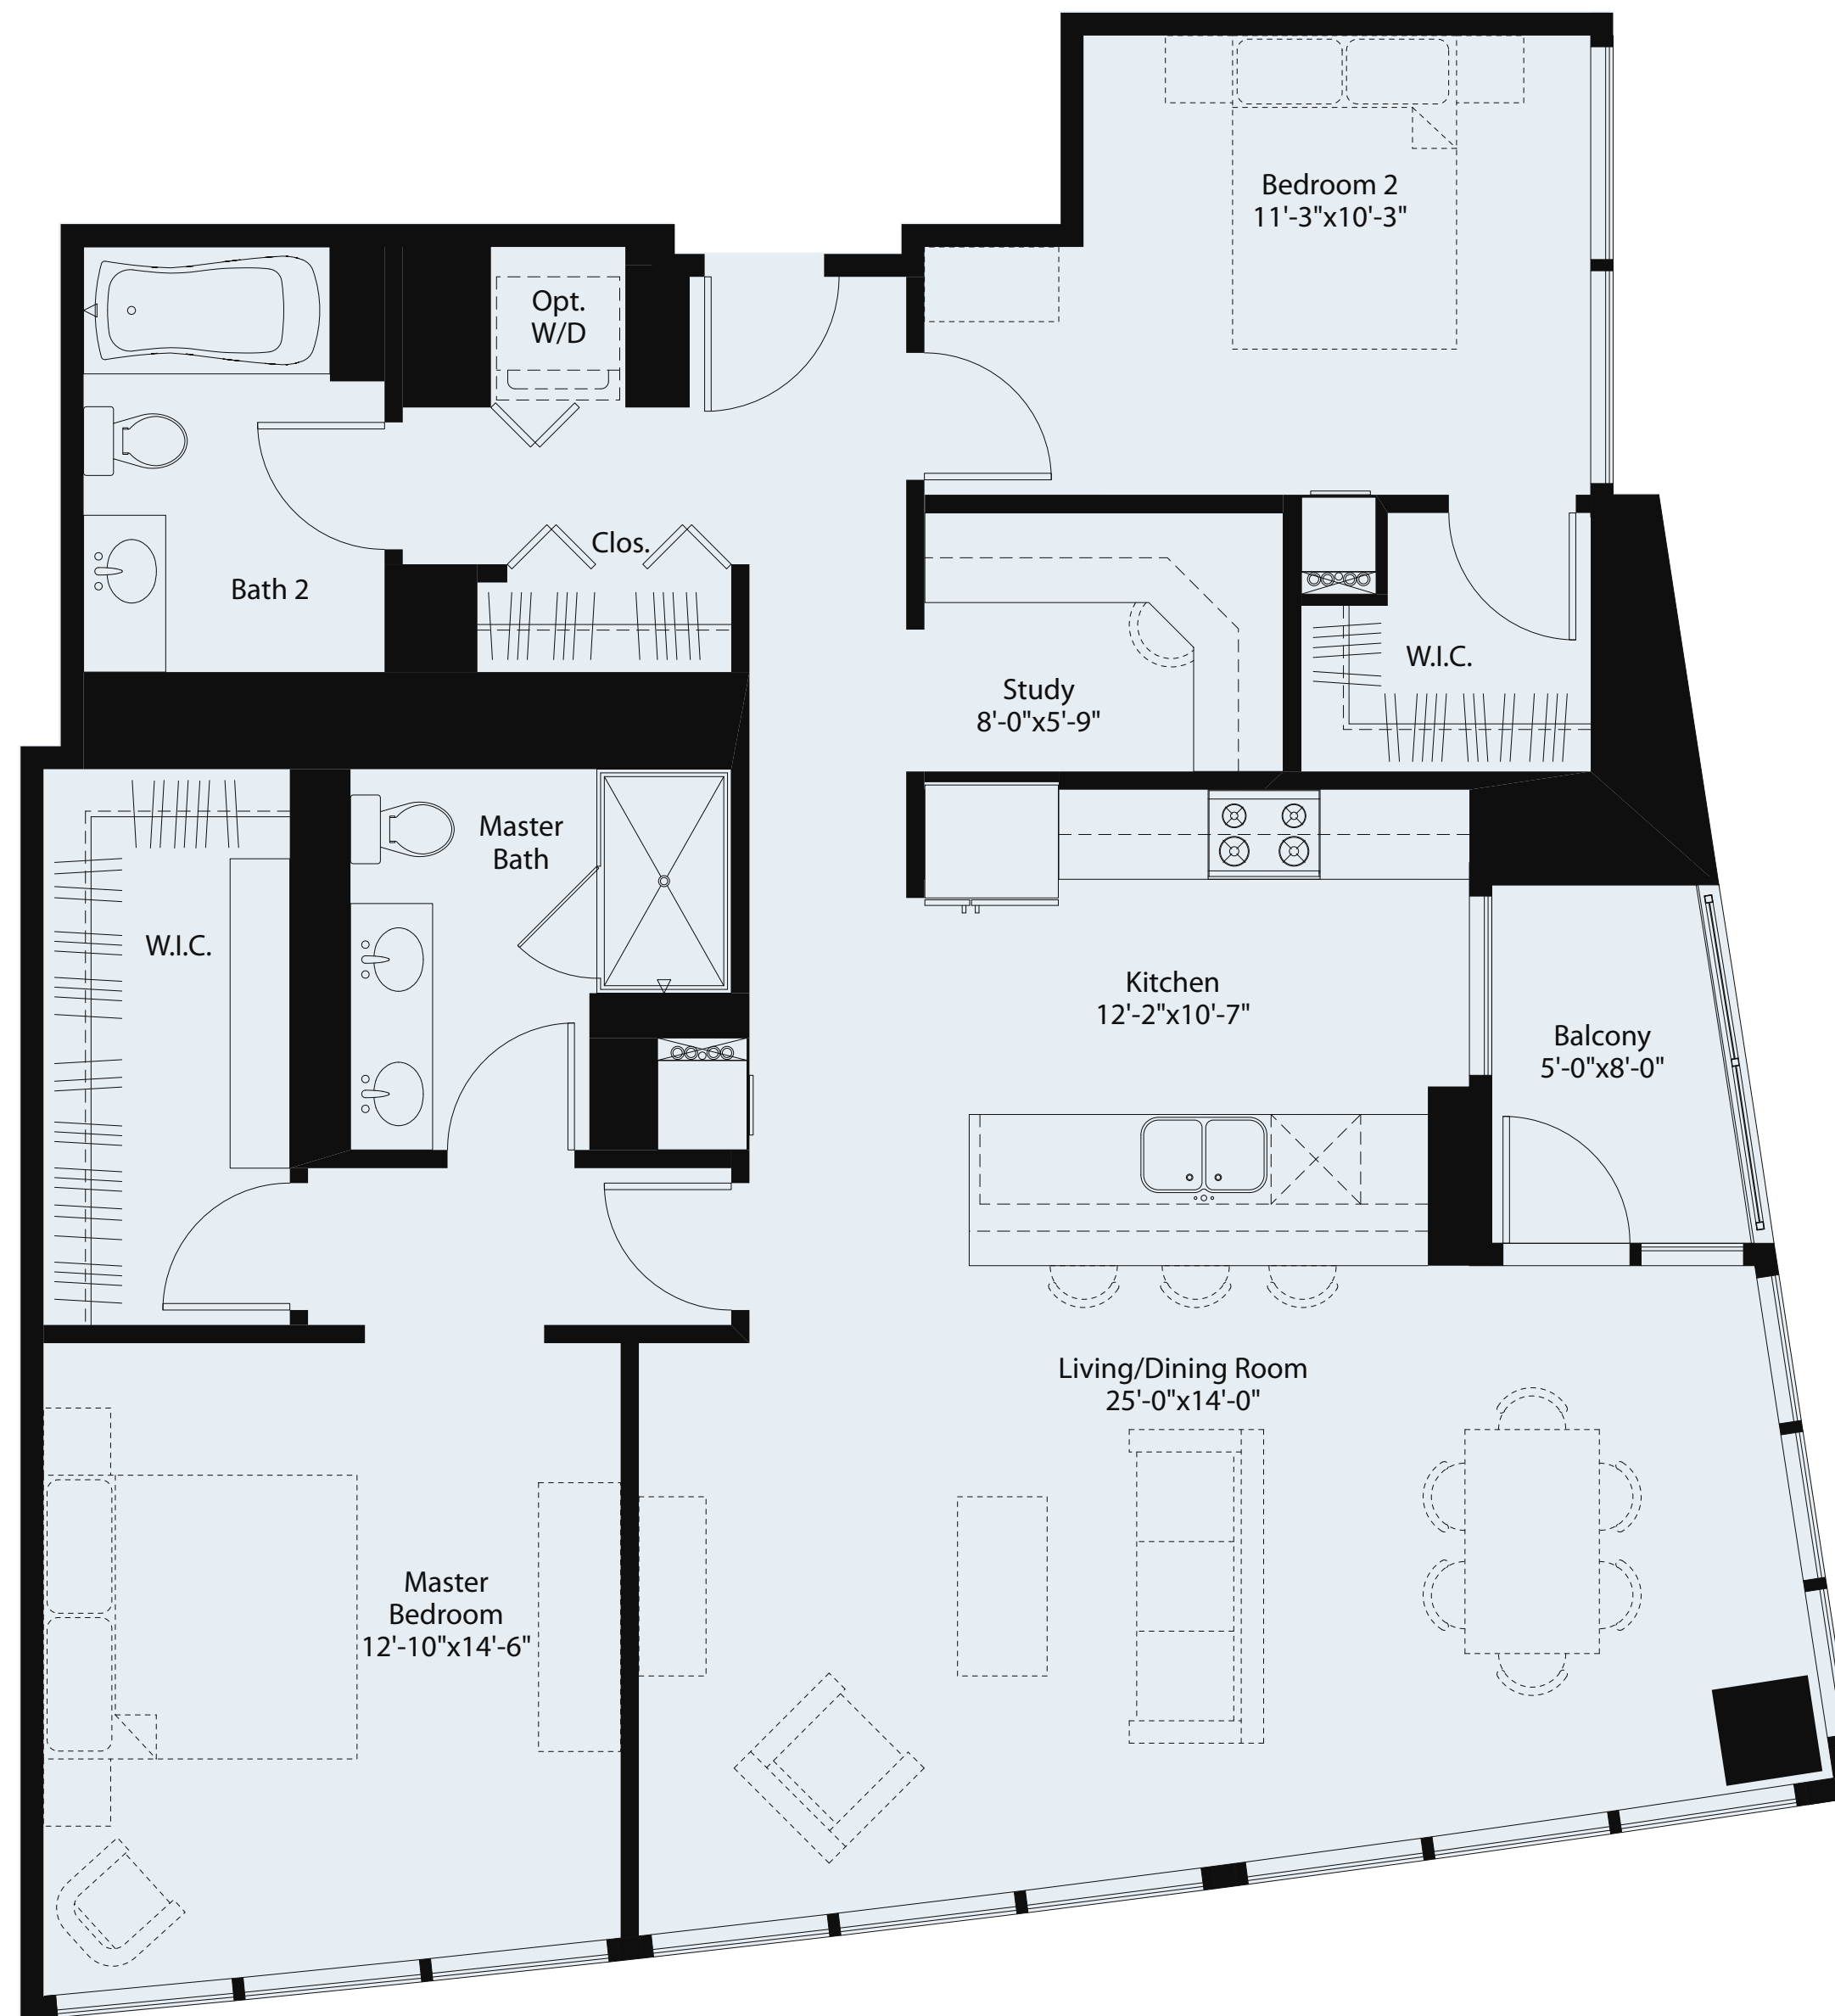 Bedroom 2
11'-3"x10'-3"
Opt.
W/D
Clos.
Bath 2
W.I.C.
Study
8'-0"x5'-9"
Master
Bath
W.I.C.
Kitchen
12'-2"x10'-7"
Balcony
5'-0"x8'-0"
Living/Dining Room
25'-0"x14'-0"
Master
Bedroom
12'-10"x14'-6"